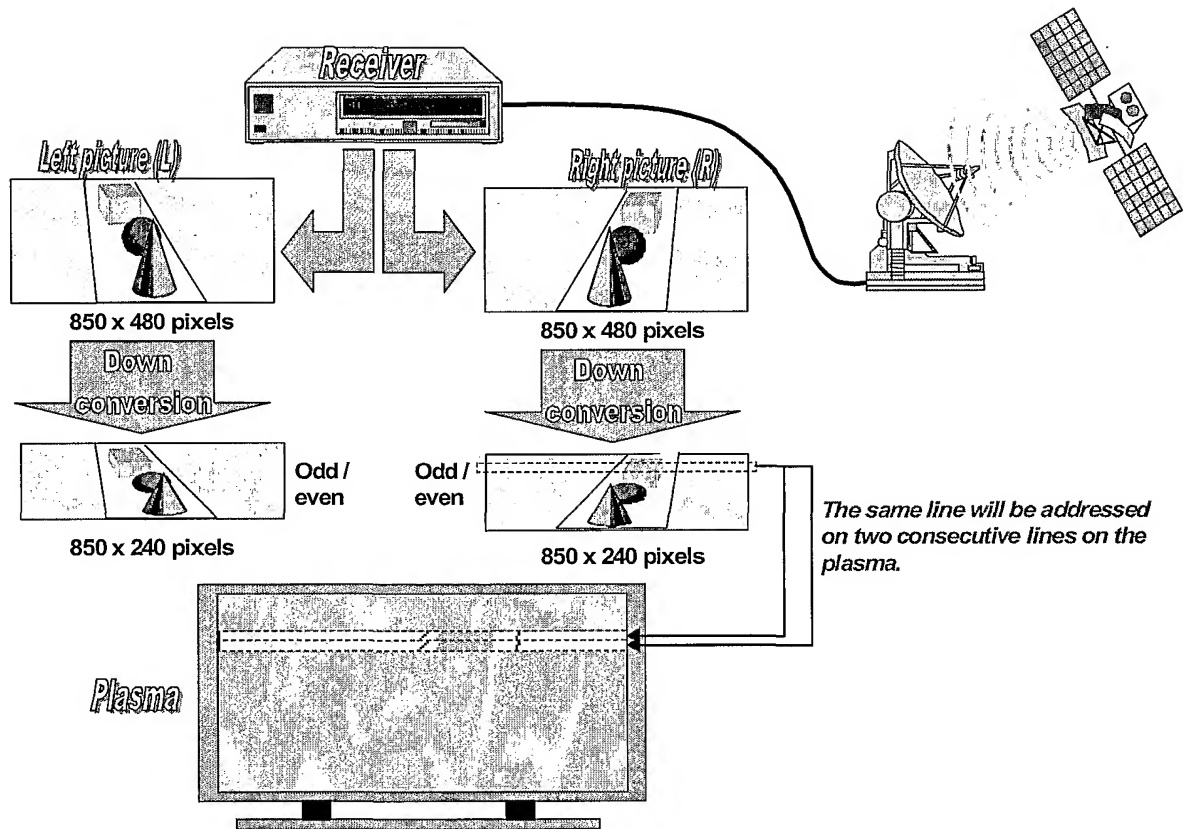 Receiver
Left picture (L)
Right picture (R)
850 x 480 pixels
850 x 480 pixels
Down
conversion
Down
conversion
Odd /
even
Odd /
even
850 x 240 pixels
850 x 240 pixels
The same line will be addressed
on two consecutive lines on the
plasma.
Plasma